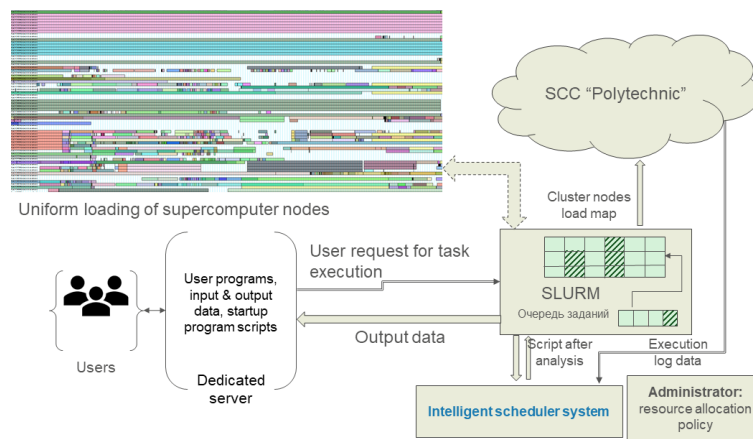 SCC “Polytechnic”
Uniform loading of supercomputer nodes
Cluster nodes
load map
User request for task
execution
User programs,
input & output
data, startup
program scripts
SLURM
Очередь заданий
Users
Output data
Dedicated
server
Script after
analysis
Execution
log data
Intelligent scheduler system
Administrator:
resource allocation
policy